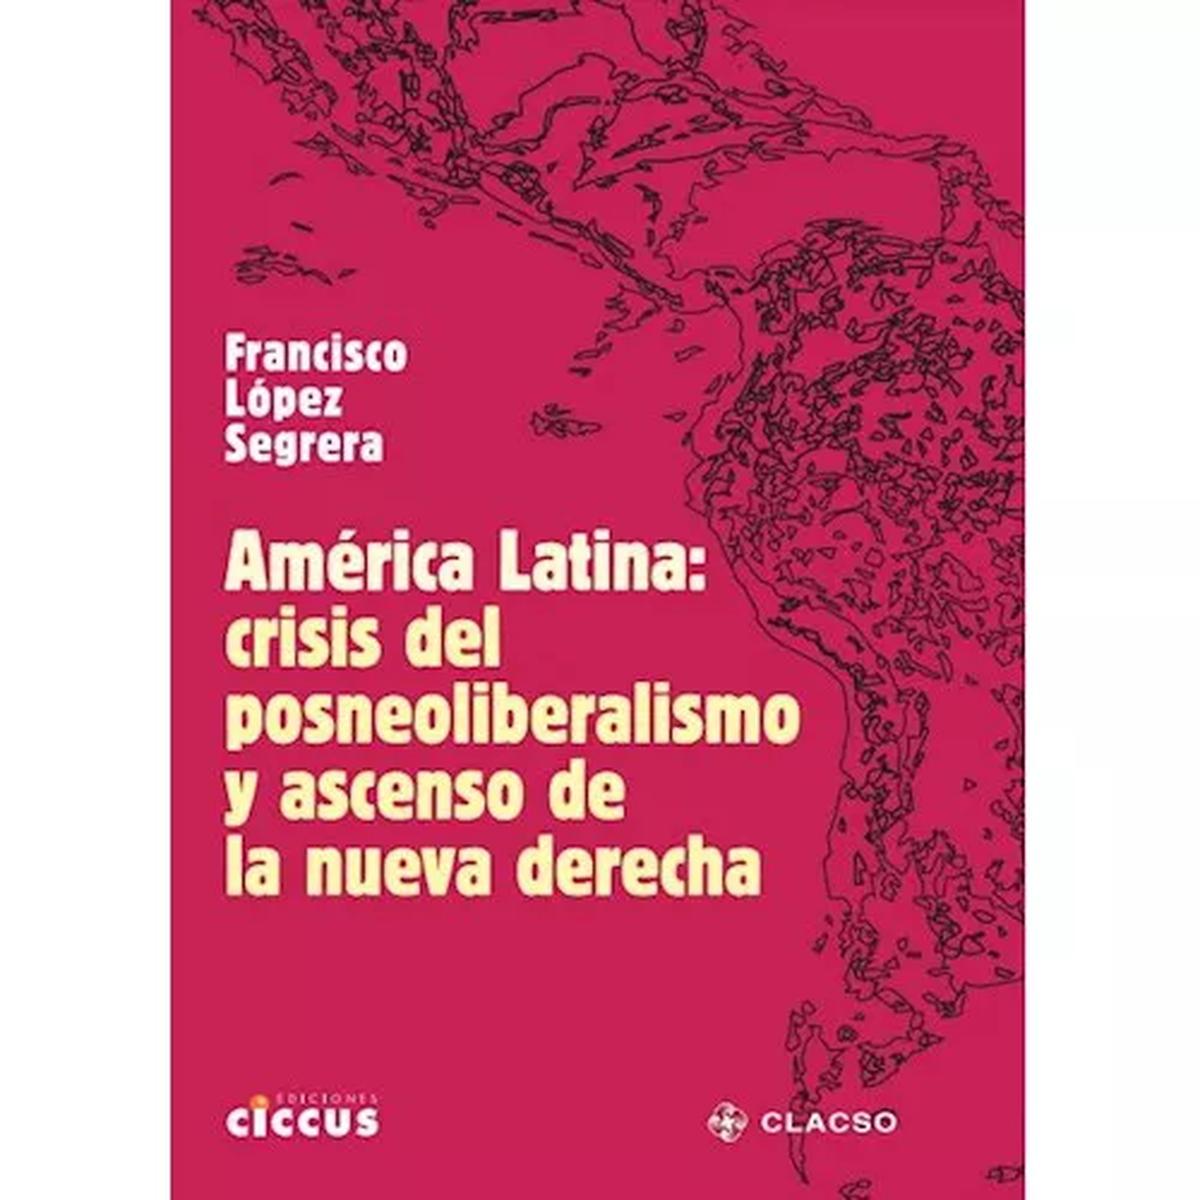 Francisco
López
Segrera
América Latina:
crisis del
posneoliberalismo
y ascenso de
la nueva derecha
EDICIONES
CICCUS
CLACSO